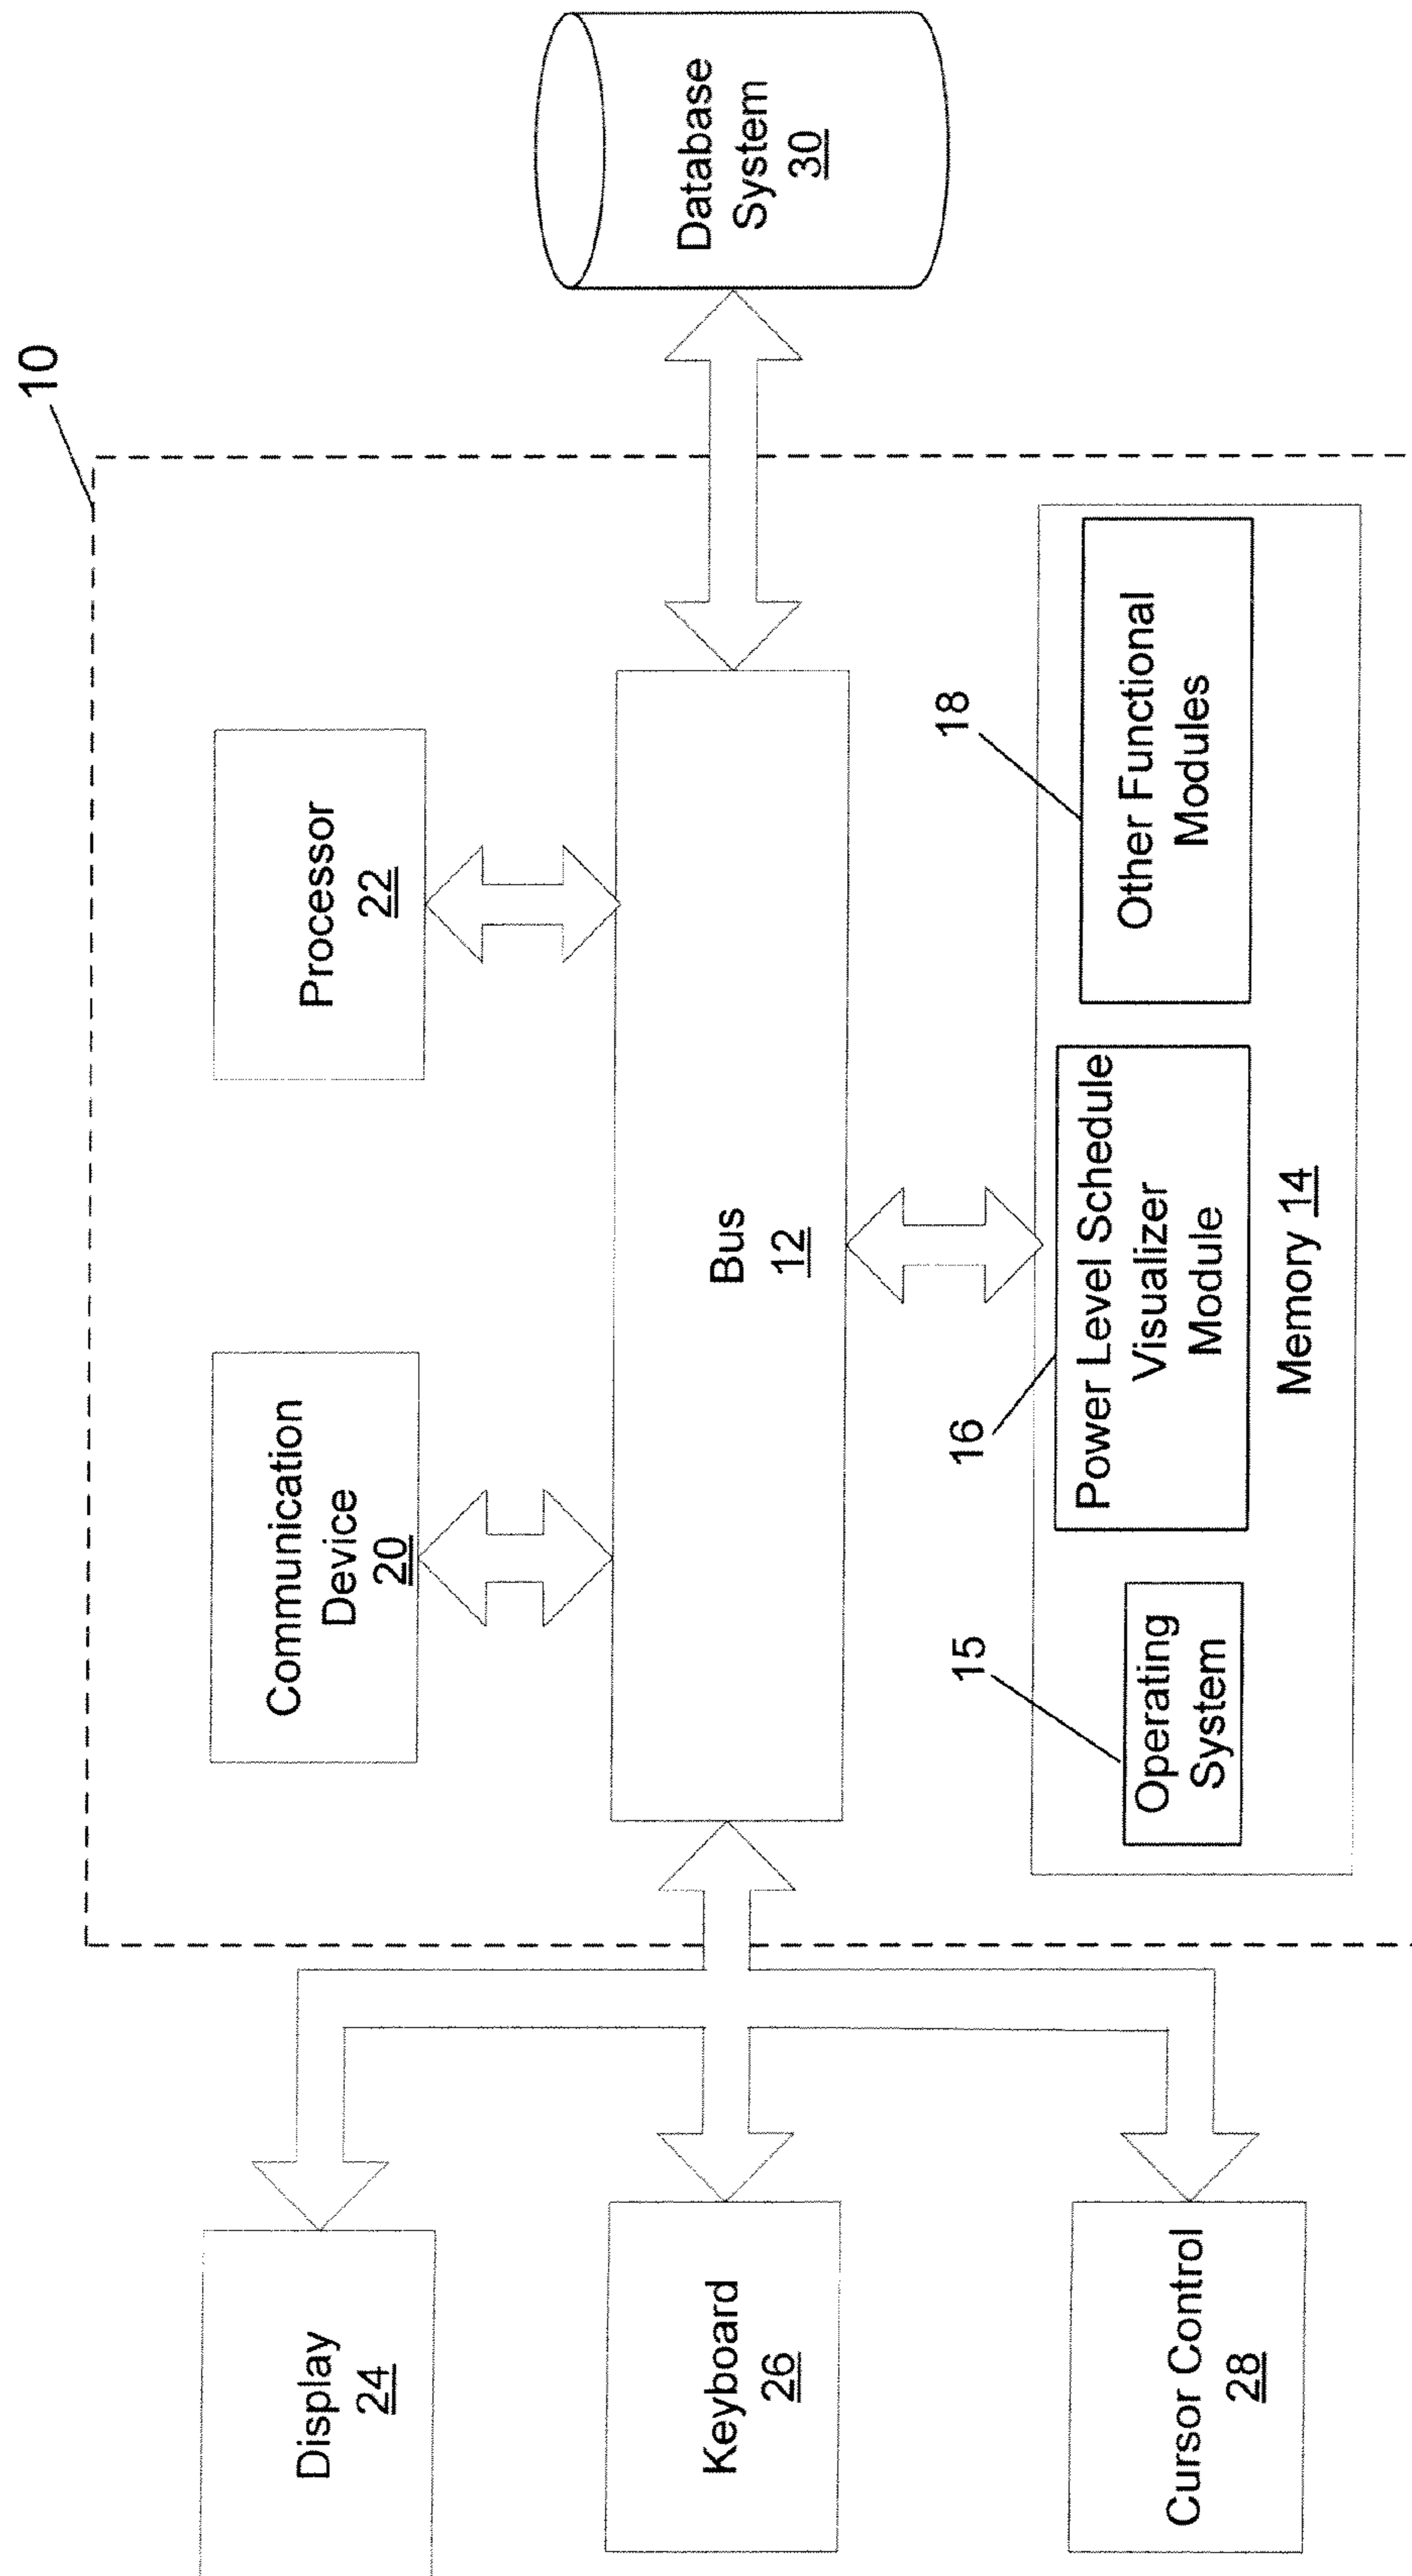 10
Display
24
Communication
Device
20
Processor
22
Keyboard
26
Bus
12
Database
System
30
Cursor Control
28
15
16
18
Operating
System
Power Level Schedule
Visualizer
Module
Other Functional
Modules
Memory 14